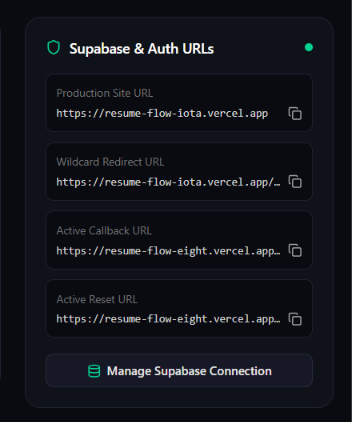 Supabase & Auth URLs
Production Site URL
https://resume-flow-iota.vercel.app
Wildcard Redirect URL
https://resume-flow-iota.vercel.app/…
Active Callback URL
https://resume-flow-eight.vercel.app…
Active Reset URL
https://resume-flow-eight.vercel.app…
Manage Supabase Connection